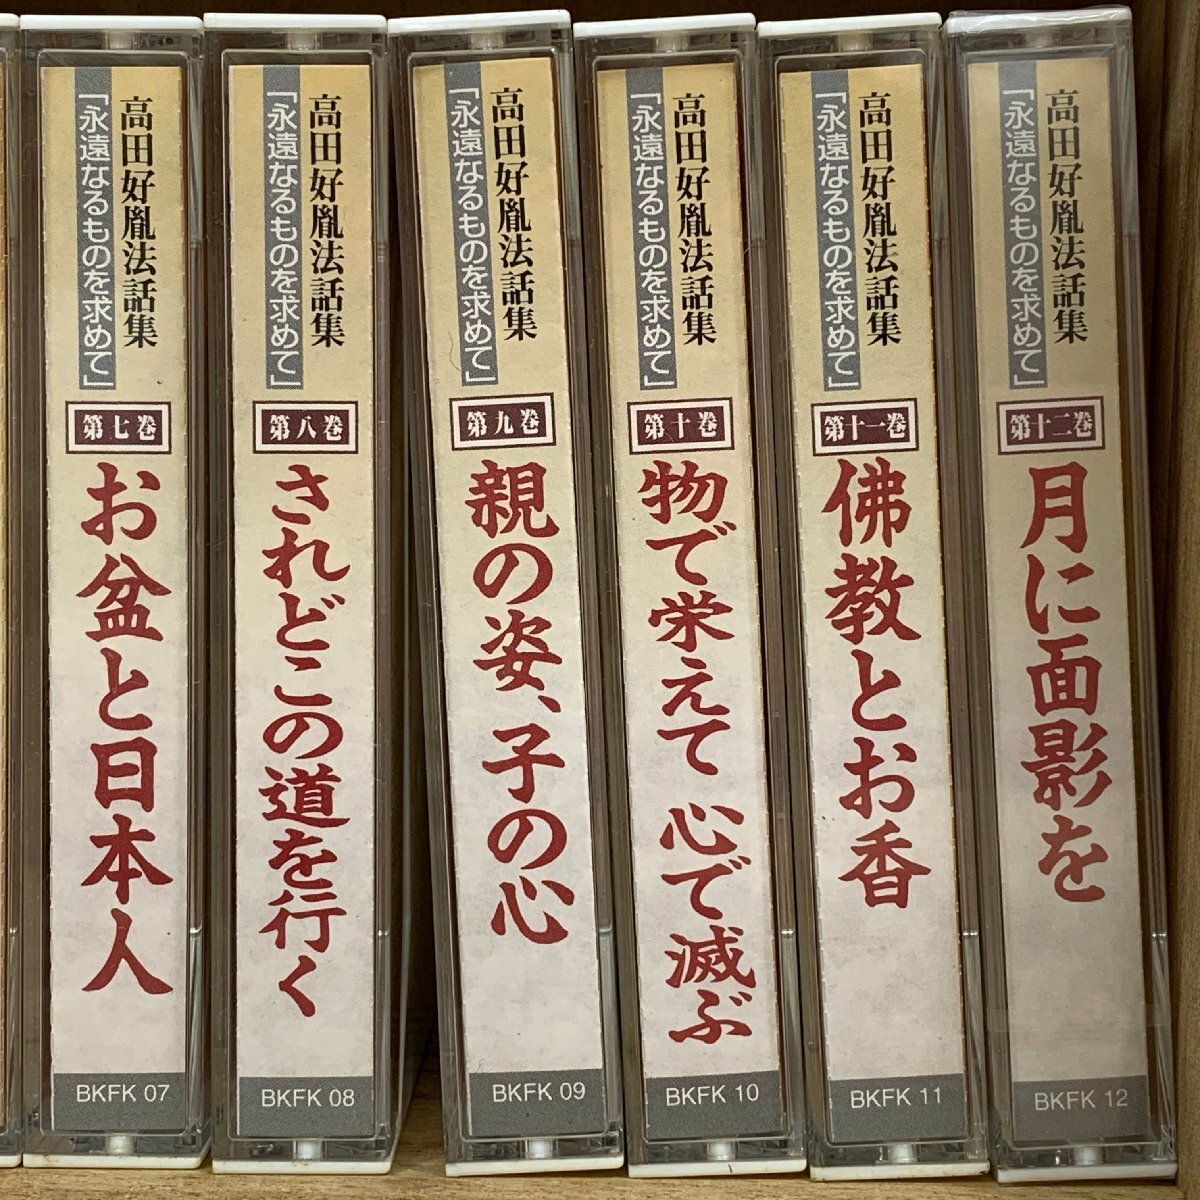 高田好胤法話集
「永遠なるものを求めて」
第七巻
お盆と日本人
BKFK 07
高田好胤法話集
「永遠なるものを求めて」
第八巻
されどこの道を行く
BKFK 08
高田好胤法話集
「永遠なるものを求めて」
第九巻
親の姿、子の心
BKFK 09
高田好胤法話集
「永遠なるものを求めて」
第十巻
物で栄えて 心で滅ぶ
BKFK 10
高田好胤法話集
「永遠なるものを求めて」
第十一巻
佛教とお香
BKFK 11
高田好胤法話集
「永遠なるものを求めて」
第十二巻
月に面影を
BKFK 12